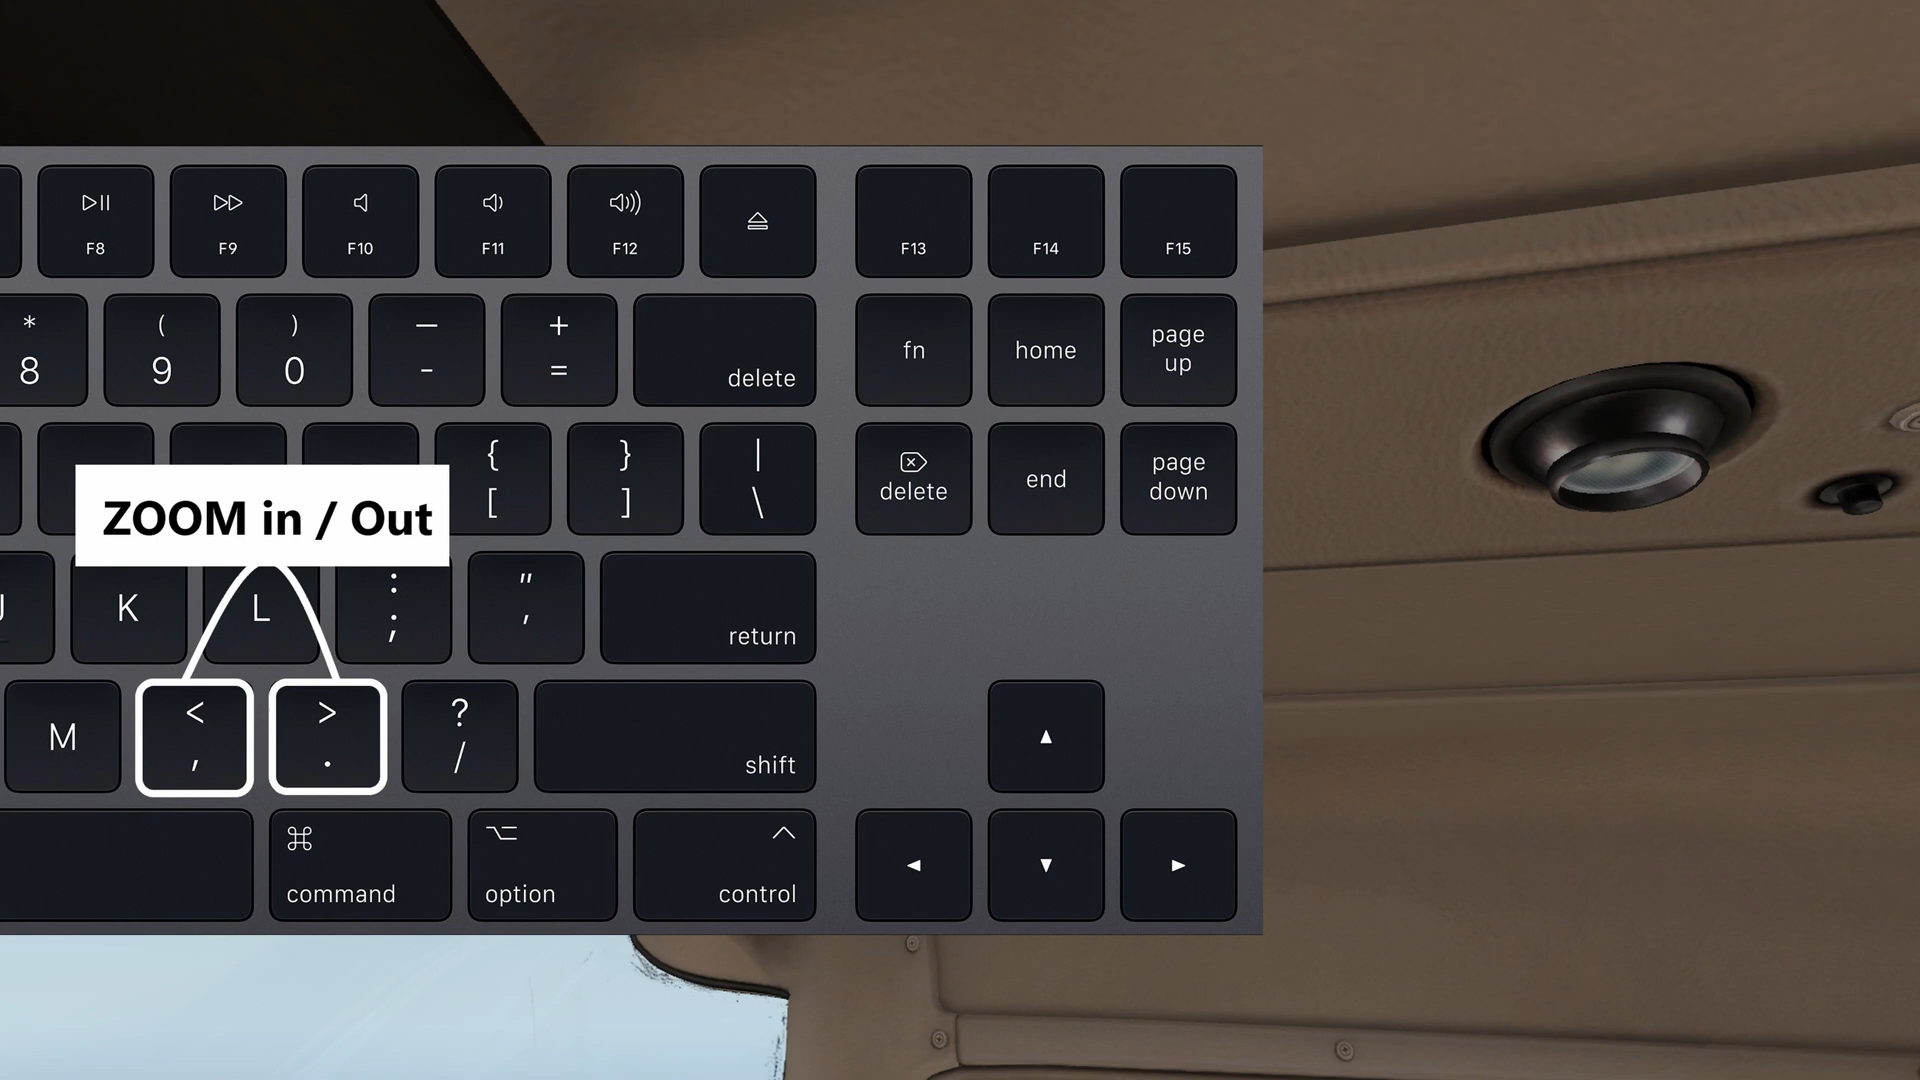 F8 F9 F10 F11 F12 F13 F14 F15
* ( ) — +
8 9 0 - = delete fn home page up
{ } |
[ ] \ delete end page down
ZOOM in / Out
J K L : ; " ' return
M < , > . ? / shift
⌘ ⌥ ^
command option control